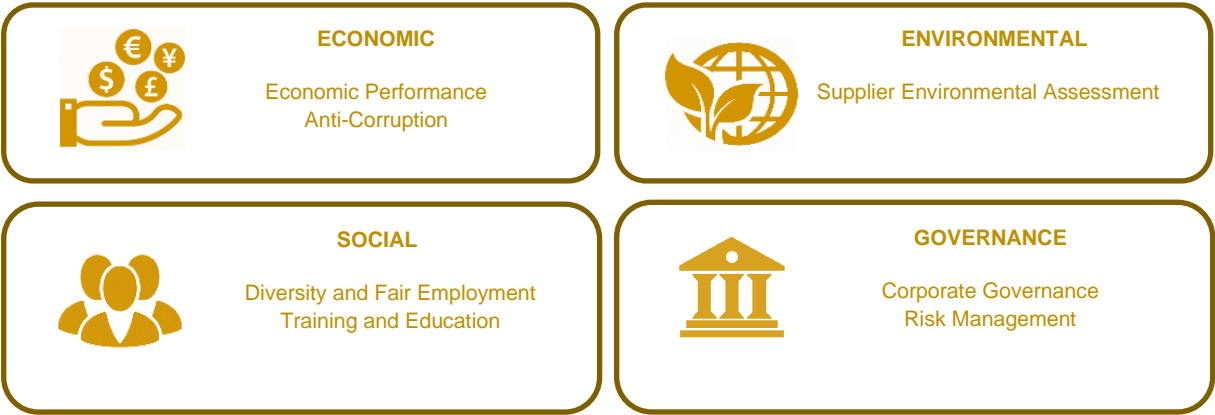 ECONOMIC
Economic Performance
Anti-Corruption
ENVIRONMENTAL
Supplier Environmental Assessment
SOCIAL
Diversity and Fair Employment
Training and Education
GOVERNANCE
Corporate Governance
Risk Management
€
¥
$
£